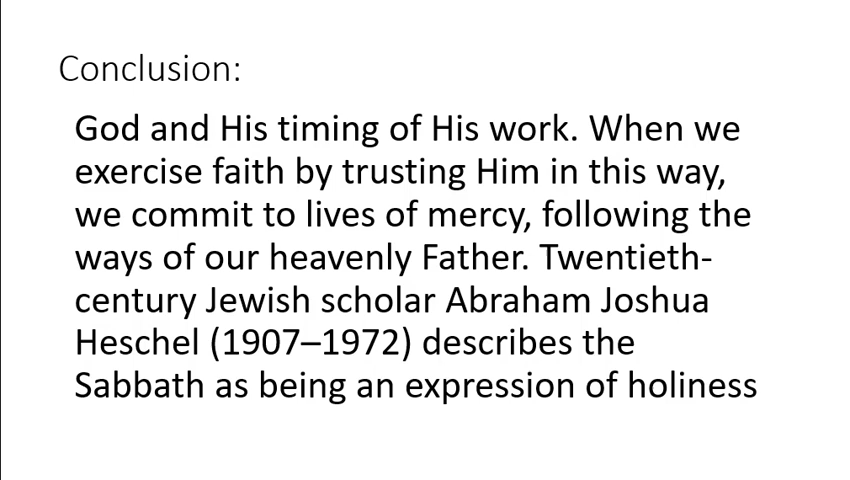 Conclusion:
God and His timing of His work. When we
exercise faith by trusting Him in this way,
we commit to lives of mercy, following the
ways of our heavenly Father. Twentieth-
century Jewish scholar Abraham Joshua
Heschel (1907–1972) describes the
Sabbath as being an expression of holiness